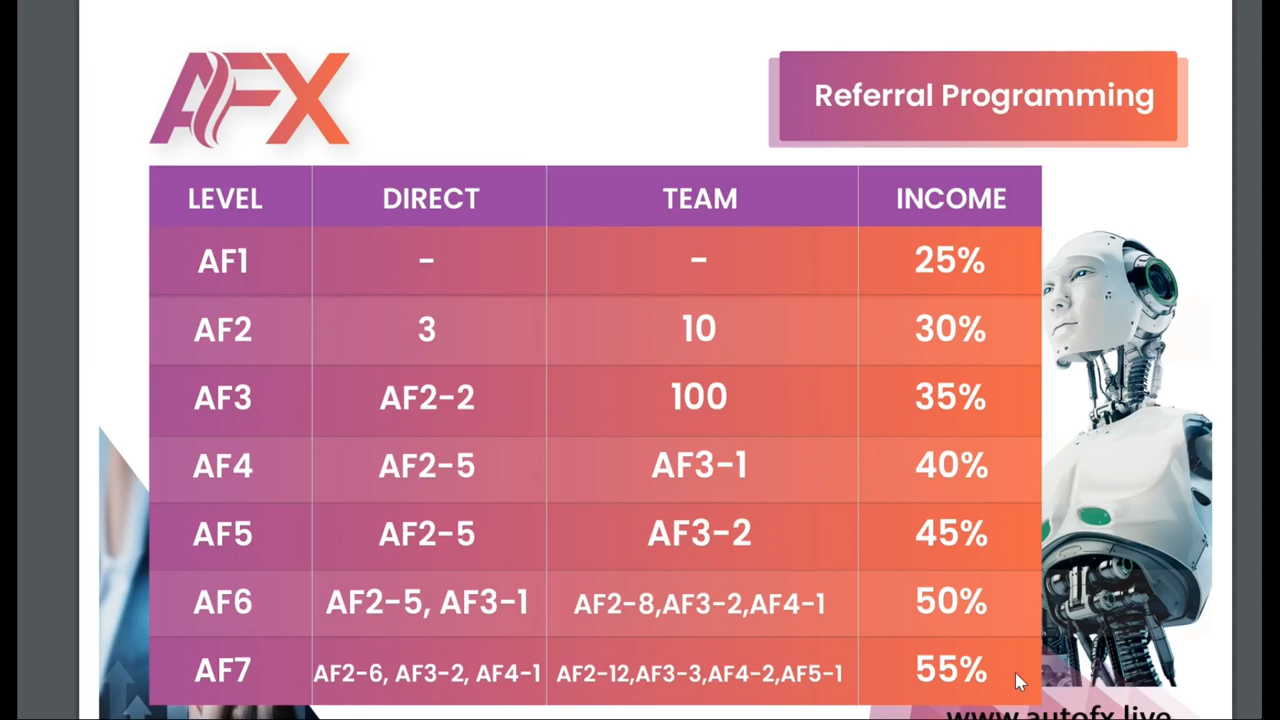 AFX
Referral Programming
LEVEL DIRECT TEAM INCOME
AF1 - - 25%
AF2 3 10 30%
AF3 AF2-2 100 35%
AF4 AF2-5 AF3-1 40%
AF5 AF2-5 AF3-2 45%
AF6 AF2-5, AF3-1 AF2-8,AF3-2,AF4-1 50%
AF7 AF2-6, AF3-2, AF4-1 AF2-12,AF3-3,AF4-2,AF5-1 55%
www.autofx.live